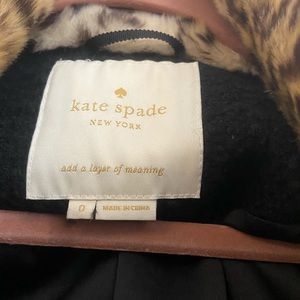 kate spade
NEW YORK
add a layer of meaning
0
MADE IN CHINA